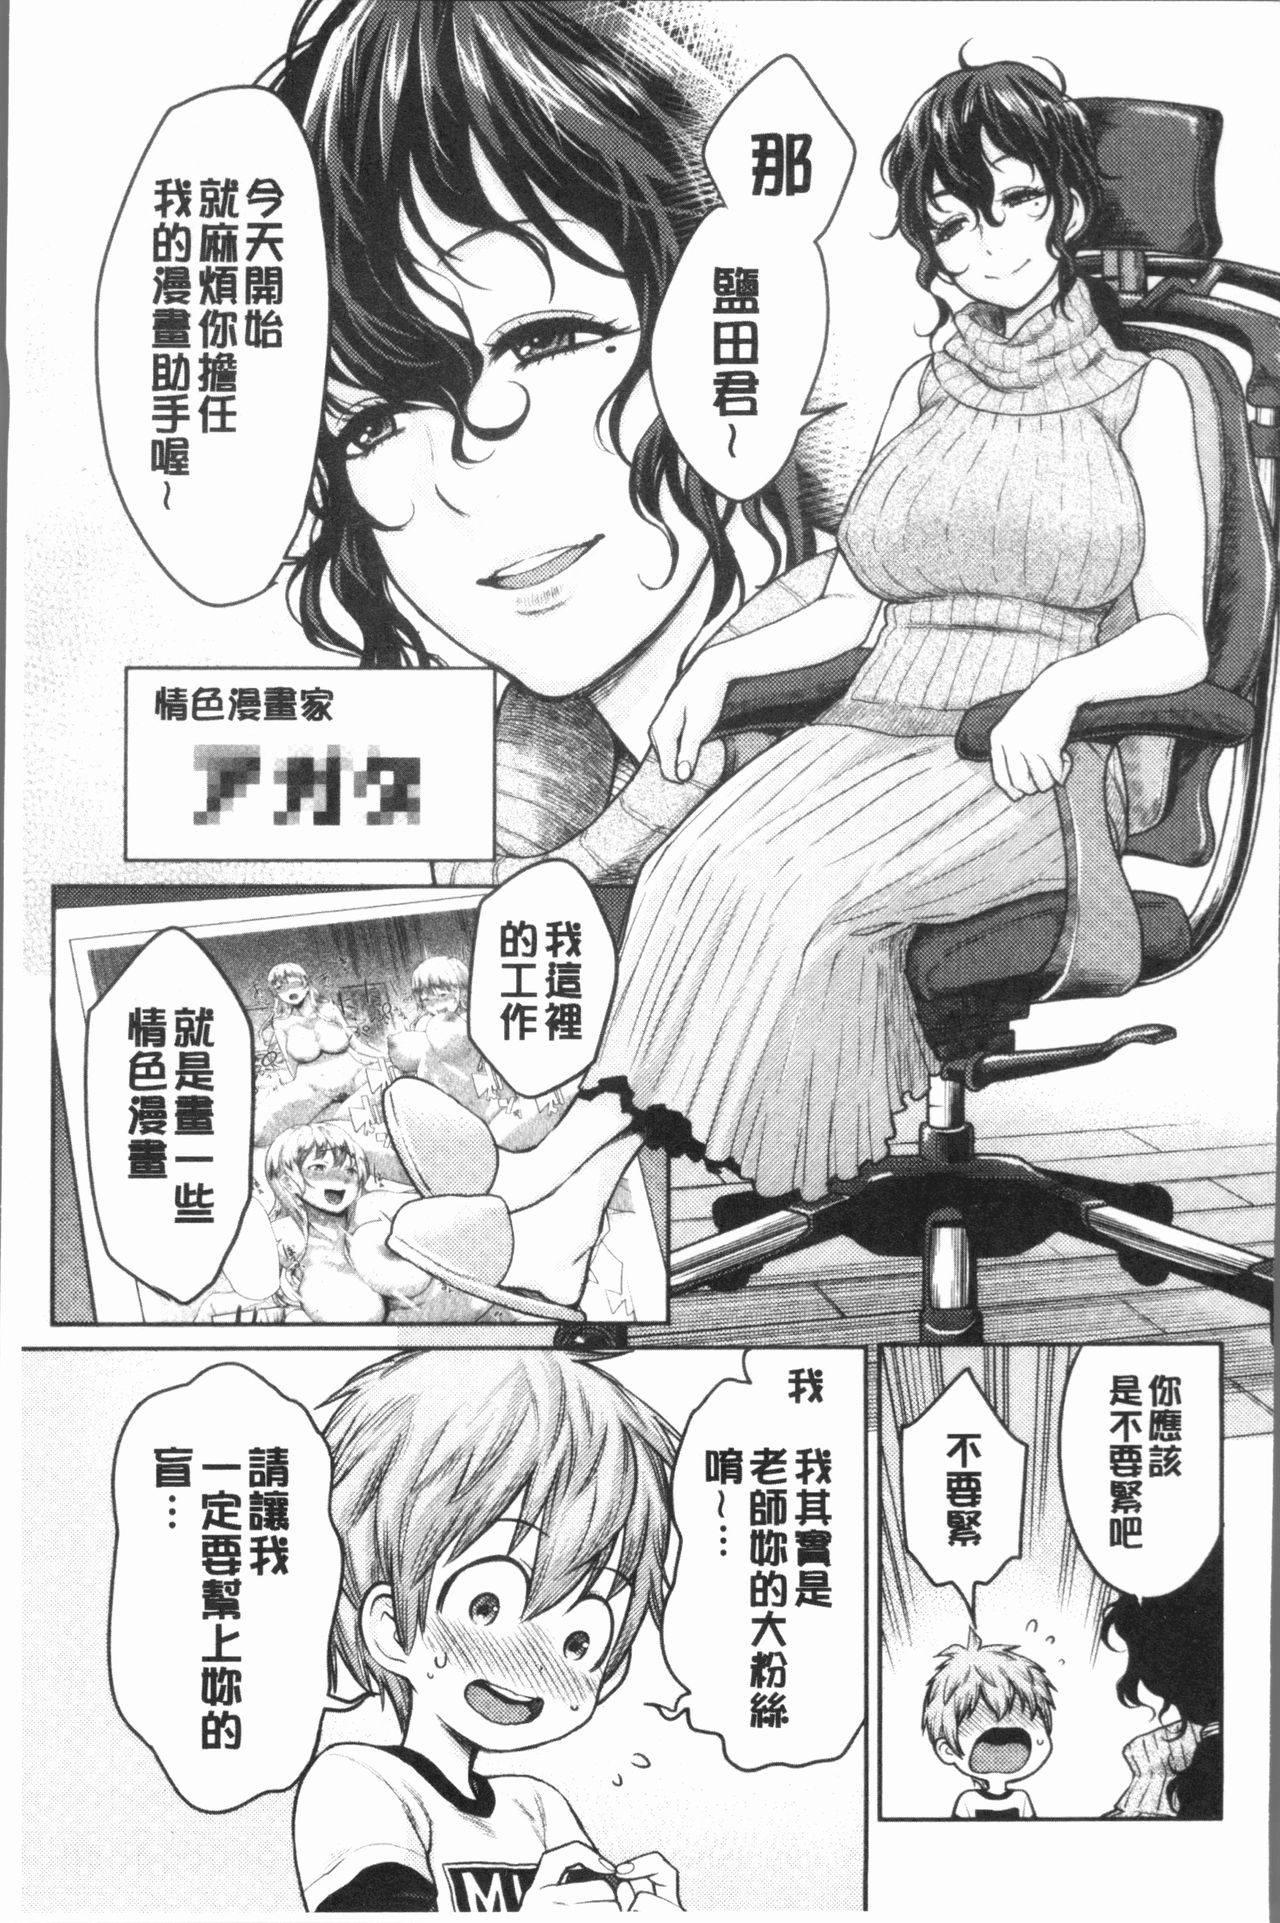 那
鹽田君~
今天開始
就麻煩你擔任
我的漫畫助手喔~
情色漫畫家
アガタ
我這裡
的工作
就是畫一些
情色漫畫
你應該
是不要緊吧
不要緊
我
我其實是
老師妳的大粉絲
唷~…
請讓我
一定要幫上妳的
盲…